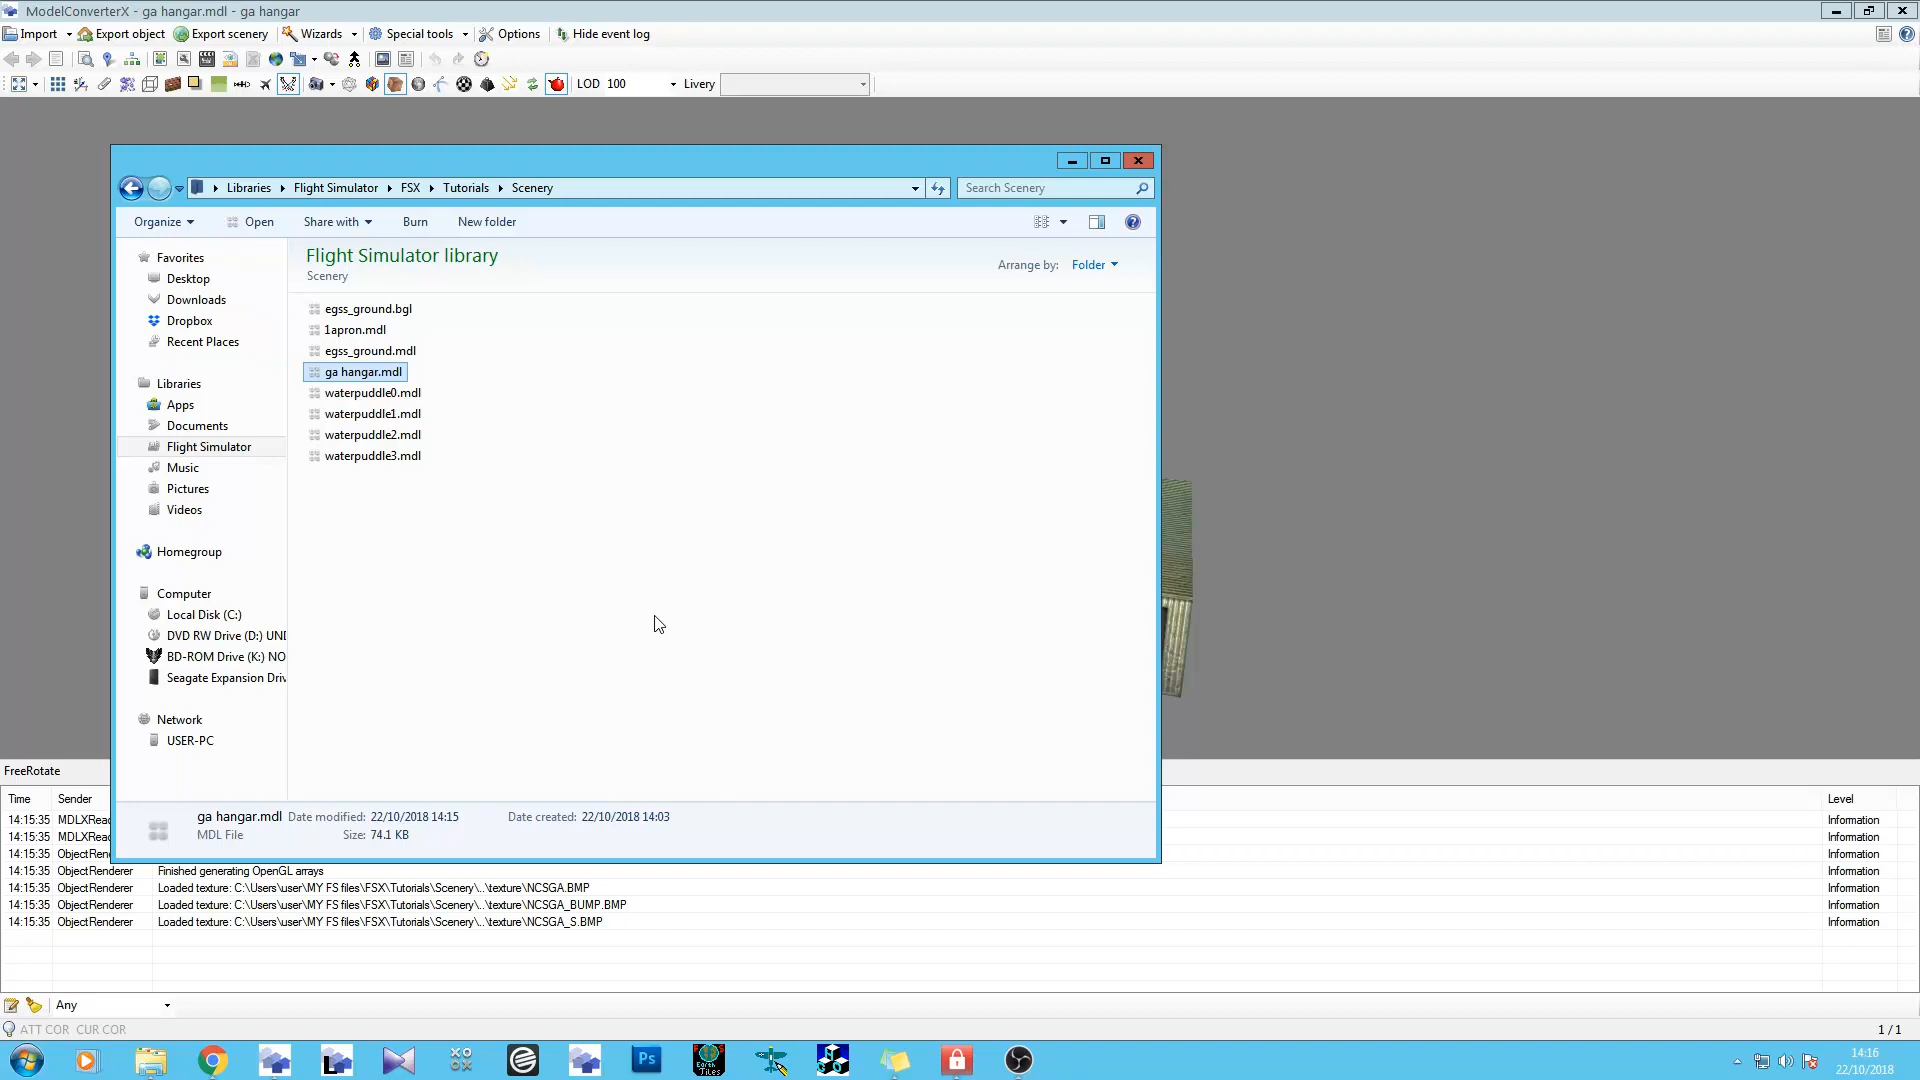 ModelConverterX - ga hangar.mdl - ga hangar
Import Export object Export scenery Wizards Special tools Options Hide event log
LOD 100 Livery
Libraries Flight Simulator FSX Tutorials Scenery Search Scenery
Organize Open Share with Burn New folder
Favorites
Desktop
Downloads
Dropbox
Recent Places
Libraries
Apps
Documents
Flight Simulator
Music
Pictures
Videos
Homegroup
Computer
Local Disk (C:)
DVD RW Drive (D:) UNI
BD-ROM Drive (K:) NO
Seagate Expansion Driv
Network
USER-PC
Flight Simulator library
Scenery
Arrange by: Folder
egss_ground.bgl
1apron.mdl
egss_ground.mdl
ga hangar.mdl
waterpuddle0.mdl
waterpuddle1.mdl
waterpuddle2.mdl
waterpuddle3.mdl
ga hangar.mdl Date modified: 22/10/2018 14:15 Date created: 22/10/2018 14:03
MDL File Size: 74.1 KB
FreeRotate
Time Sender Level
14:15:35 MDLXReac Information
14:15:35 MDLXReac Information
14:15:35 ObjectRen Information
14:15:35 ObjectRenderer Finished generating OpenGL arrays Information
14:15:35 ObjectRenderer Loaded texture: C:\Users\user\MY FS files\FSX\Tutorials\Scenery\..\texture\NCSGA.BMP Information
14:15:35 ObjectRenderer Loaded texture: C:\Users\user\MY FS files\FSX\Tutorials\Scenery\..\texture\NCSGA_BUMP.BMP Information
14:15:35 ObjectRenderer Loaded texture: C:\Users\user\MY FS files\FSX\Tutorials\Scenery\..\texture\NCSGA_S.BMP Information
Any
ATT COR CUR COR 1 / 1
L
Ps
Earth Tiles
14:16
22/10/2018